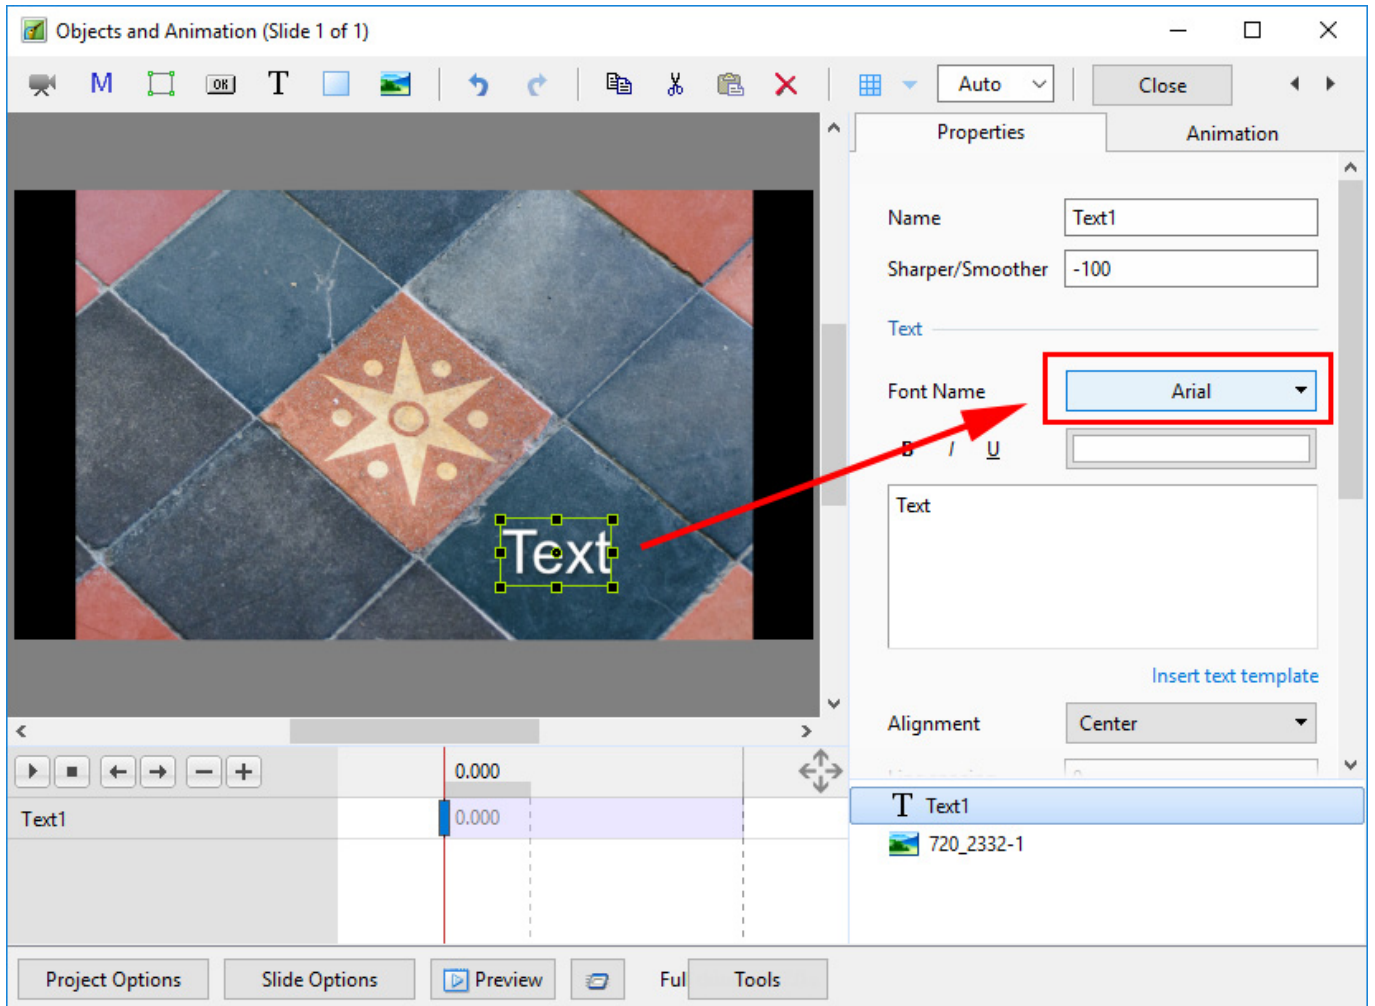 Objects and Animation (Slide 1 of 1)
M OK T Auto Close
Properties Animation
Name Text1
Sharper/Smoother -100
Text
Font Name Arial
B I U
Text
Text
Insert text template
Alignment Center
0.000
Text1 0.000
T Text1
720_2332-1
Project Options Slide Options Preview Full Tools